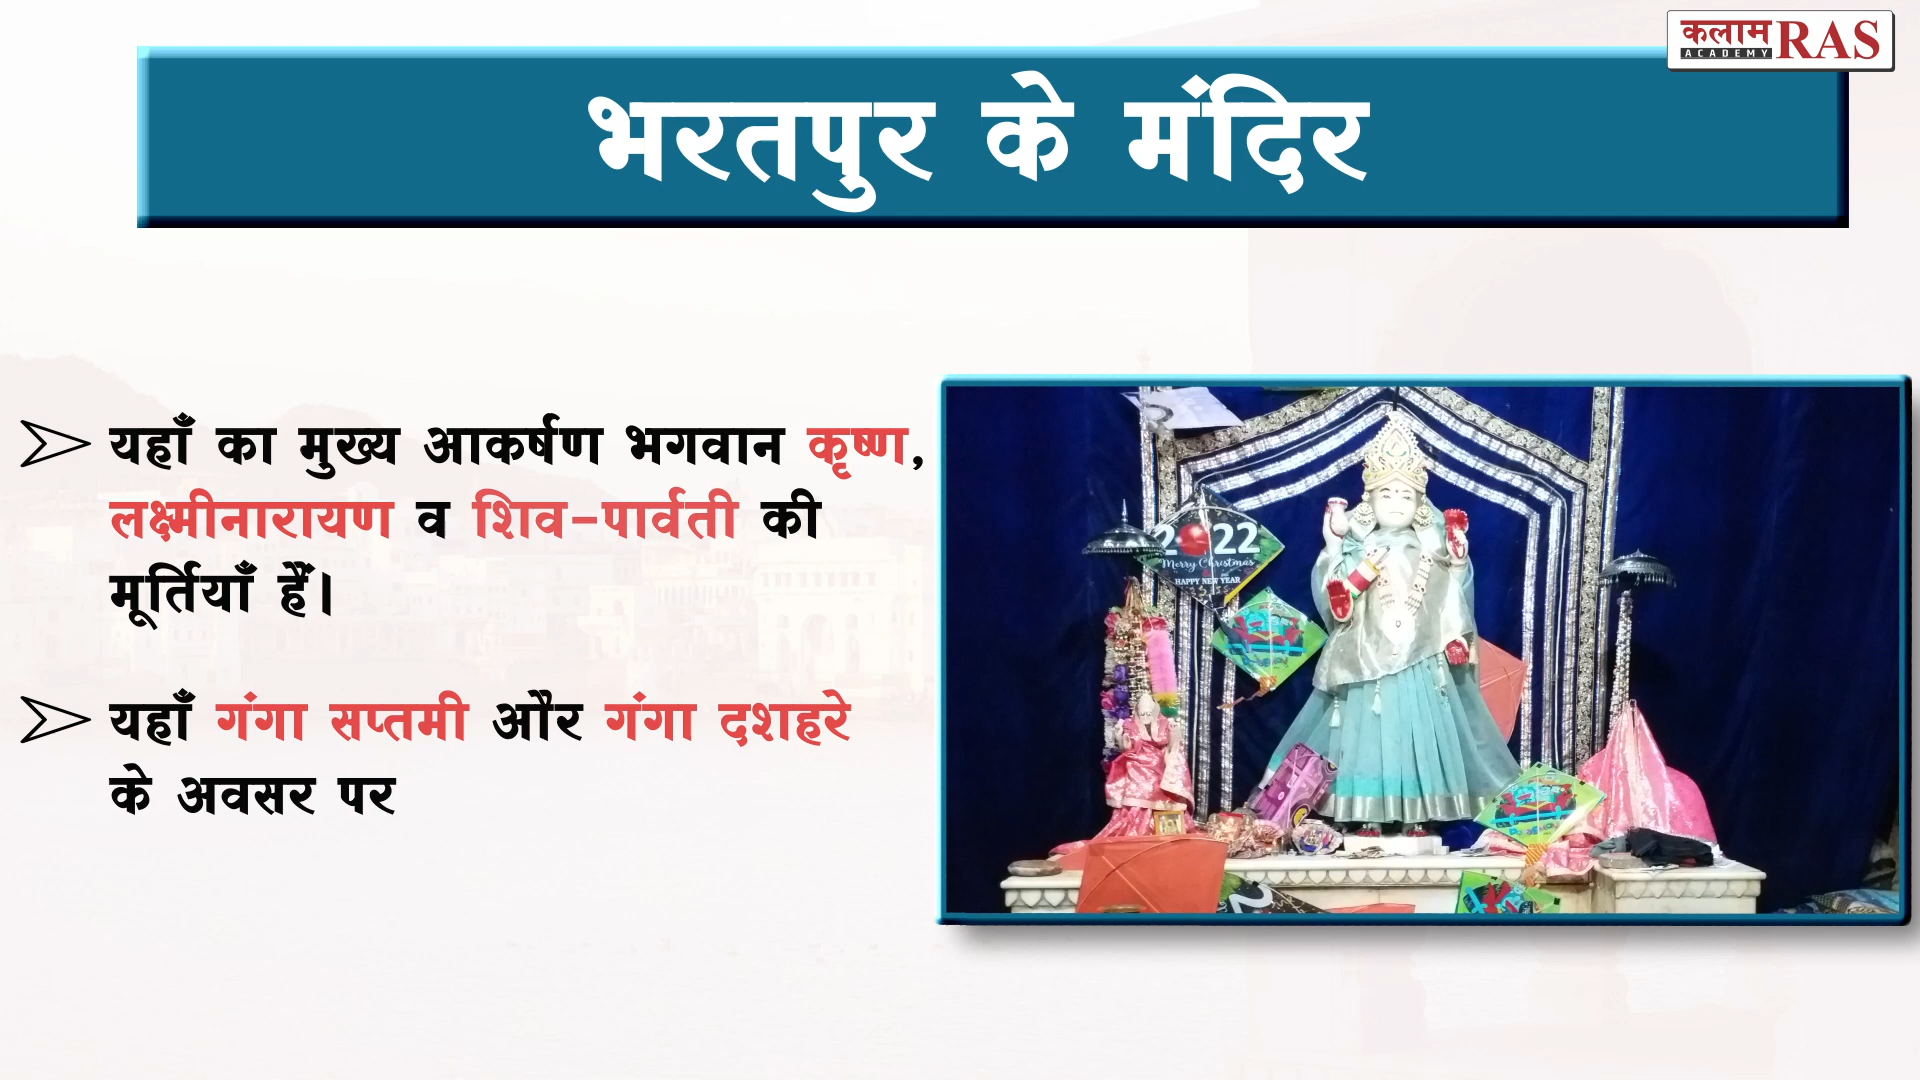 कलाम
ACADEMY
RAS
भरतपुर के मंदिर
यहाँ का मुख्य आकर्षण भगवान कृष्ण,
लक्ष्मीनारायण व शिव-पार्वती की
मूर्तियाँ हैं।
यहाँ गंगा सप्तमी और गंगा दशहरे
के अवसर पर
2022
Merry Christmas
HAPPY NEW YEAR